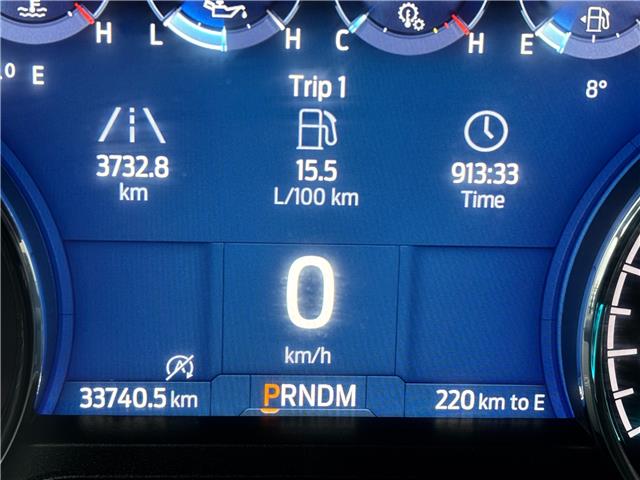 H L H C H E
.0 E
Trip 1
8°
3732.8 15.5 913:33
km L/100 km Time
0
km/h
A
33740.5 km PRNDM 220 km to E